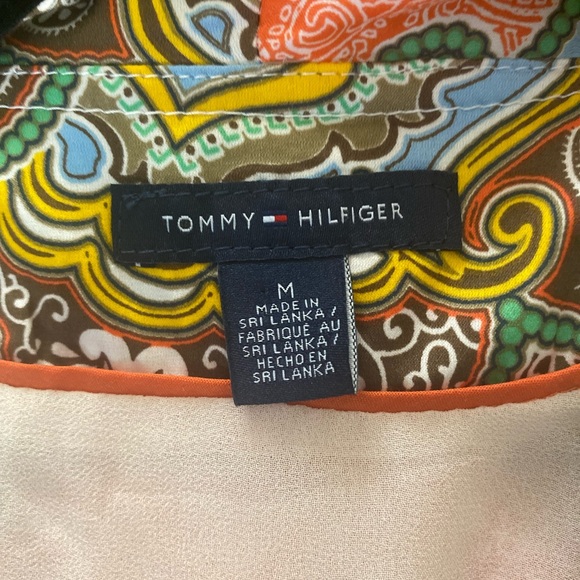 TOMMY HILFIGER
M
MADE IN
SRI LANKA /
FABRIQUÉ AU
SRI LANKA /
HECHO EN
SRI LANKA